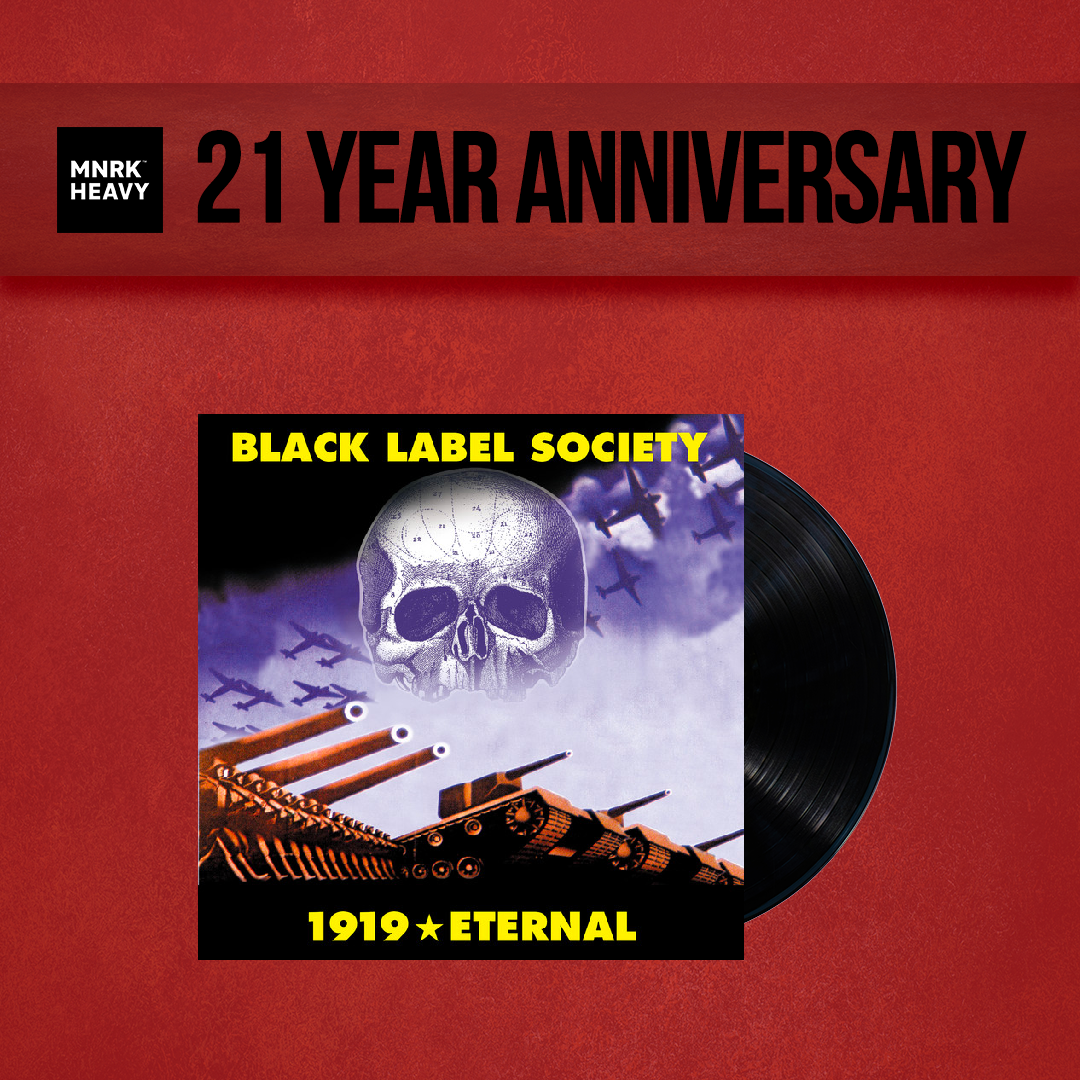 MNRK™
HEAVY
21 YEAR ANNIVERSARY
BLACK LABEL SOCIETY
1919★ETERNAL